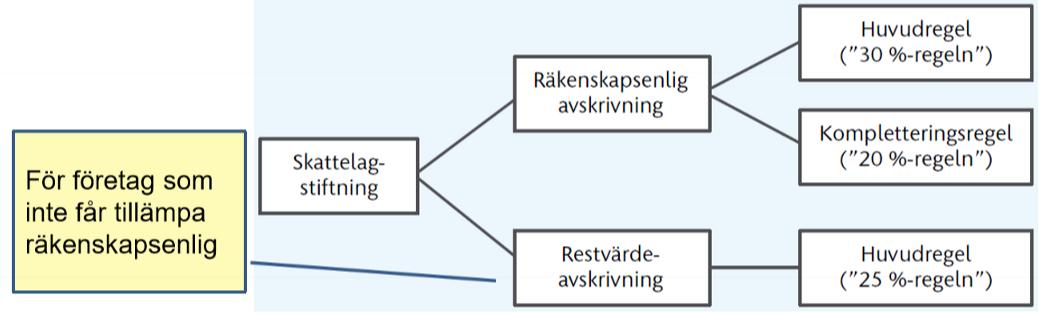 För företag som
inte får tillämpa
räkenskapsenlig
Skattelag-
stiftning
Räkenskapsenlig
avskrivning
Huvudregel
(”30 %-regeln”)
Kompletteringsregel
(”20 %-regeln”)
Restvärde-
avskrivning
Huvudregel
(”25 %-regeln”)